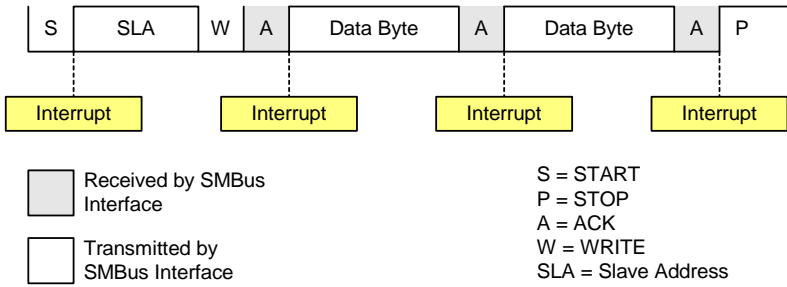 S SLA W A Data Byte A Data Byte A P
Interrupt Interrupt Interrupt Interrupt
Received by SMBus
Interface
Transmitted by
SMBus Interface
S = START
P = STOP
A = ACK
W = WRITE
SLA = Slave Address